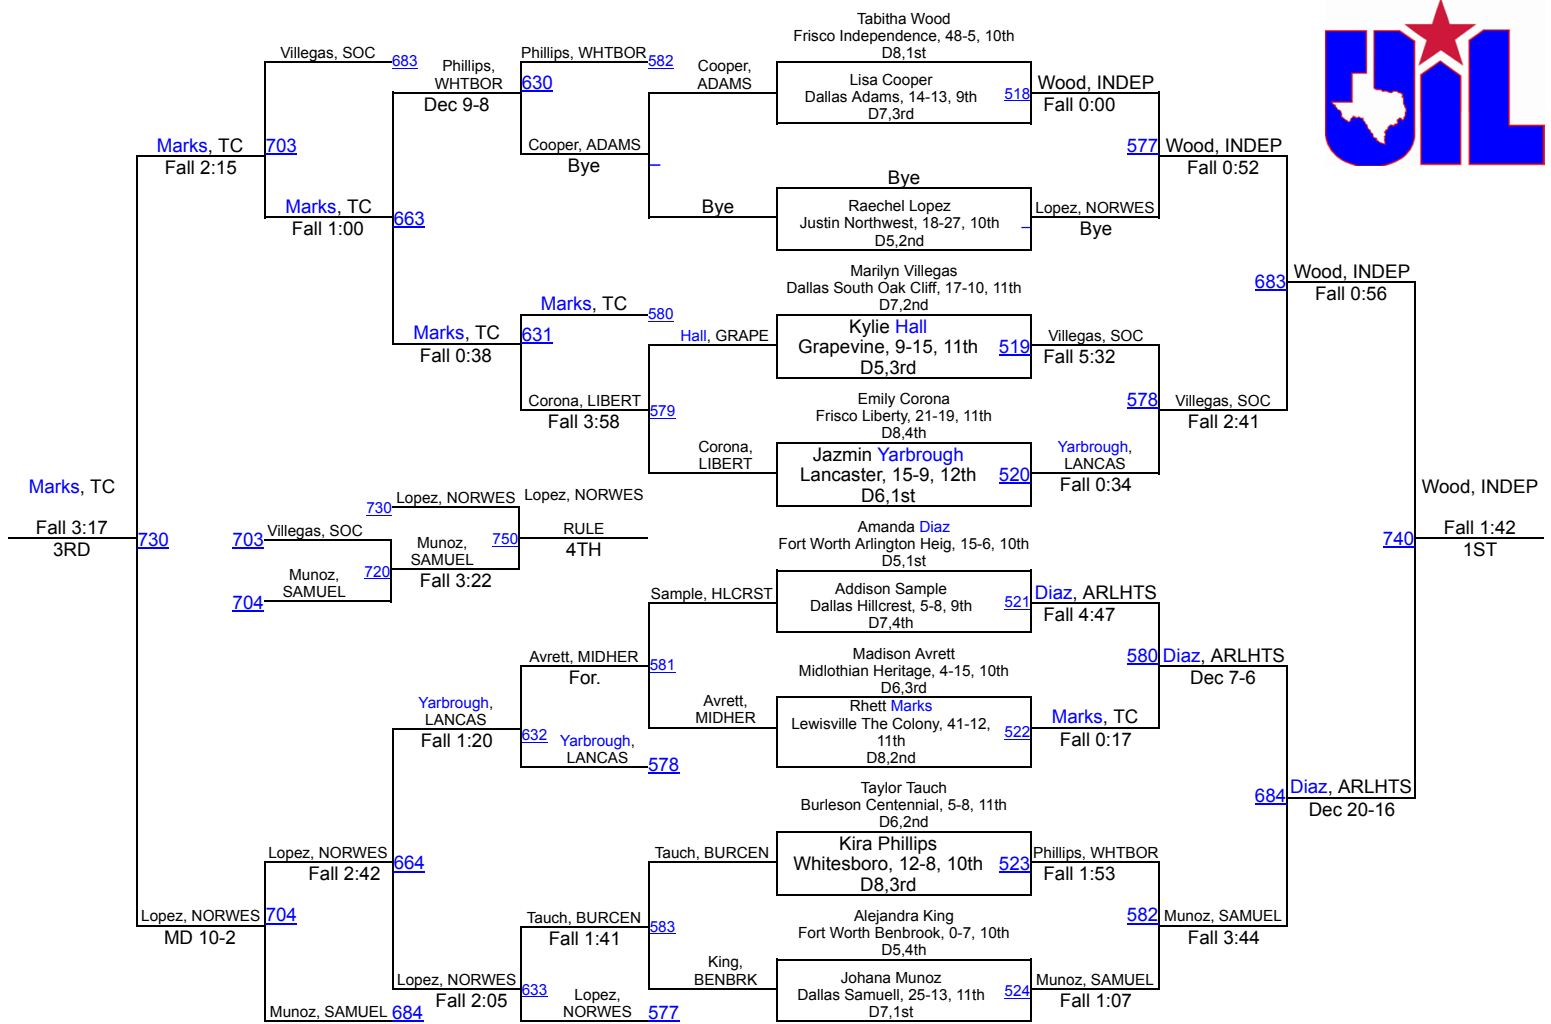 Tabitha Wood
Frisco Independence, 48-5, 10th
D8,1st
Villegas, SOC
683
Phillips,
WHTBOR
Dec 9-8
Phillips, WHTBOR
582
630
Cooper,
ADAMS
Lisa Cooper
Dallas Adams, 14-13, 9th
D7,3rd
518
Wood, INDEP
Fall 0:00
UIL
Marks, TC
Fall 2:15
703
Cooper, ADAMS
Bye
577
Wood, INDEP
Fall 0:52
Bye
Marks, TC
Fall 1:00
663
Bye
Raechel Lopez
Justin Northwest, 18-27, 10th
D5,2nd
Lopez, NORWES
Bye
Marilyn Villegas
Dallas South Oak Cliff, 17-10, 11th
D7,2nd
683
Wood, INDEP
Fall 0:56
Marks, TC
580
Marks, TC
Fall 0:38
631
Hall, GRAPE
Kylie Hall
Grapevine, 9-15, 11th
D5,3rd
519
Villegas, SOC
Fall 5:32
Corona, LIBERT
Fall 3:58
579
Emily Corona
Frisco Liberty, 21-19, 11th
D8,4th
578
Villegas, SOC
Fall 2:41
Corona,
LIBERT
Jazmin Yarbrough
Lancaster, 15-9, 12th
D6,1st
520
Yarbrough,
LANCAS
Fall 0:34
Marks, TC
Fall 3:17
3RD
730
730
Lopez, NORWES
Lopez, NORWES
RULE
4TH
703
Villegas, SOC
Munoz,
SAMUEL
Fall 3:22
750
720
Munoz,
SAMUEL
704
Amanda Diaz
Fort Worth Arlington Heig, 15-6, 10th
D5,1st
Wood, INDEP
740
Fall 1:42
1ST
Sample, HLCRST
Addison Sample
Dallas Hillcrest, 5-8, 9th
D7,4th
521
Diaz, ARLHTS
Fall 4:47
Avrett, MIDHER
For.
581
Madison Avrett
Midlothian Heritage, 4-15, 10th
D6,3rd
580
Diaz, ARLHTS
Dec 7-6
Yarbrough,
LANCAS
Fall 1:20
632
Yarbrough,
LANCAS
578
Avrett,
MIDHER
Rhett Marks
Lewisville The Colony, 41-12,
11th
D8,2nd
522
Marks, TC
Fall 0:17
Taylor Tauch
Burleson Centennial, 5-8, 11th
D6,2nd
684
Diaz, ARLHTS
Dec 20-16
Lopez, NORWES
Fall 2:42
664
Tauch, BURCEN
Kira Phillips
Whitesboro, 12-8, 10th
D8,3rd
523
Phillips, WHTBOR
Fall 1:53
Lopez, NORWES
MD 10-2
704
Tauch, BURCEN
Fall 1:41
583
Alejandra King
Fort Worth Benbrook, 0-7, 10th
D5,4th
582
Munoz, SAMUEL
Fall 3:44
Lopez, NORWES
Fall 2:05
633
King,
BENBRK
Johana Munoz
Dallas Samuell, 25-13, 11th
D7,1st
524
Munoz, SAMUEL
Fall 1:07
Munoz, SAMUEL
684
Lopez,
NORWES
577